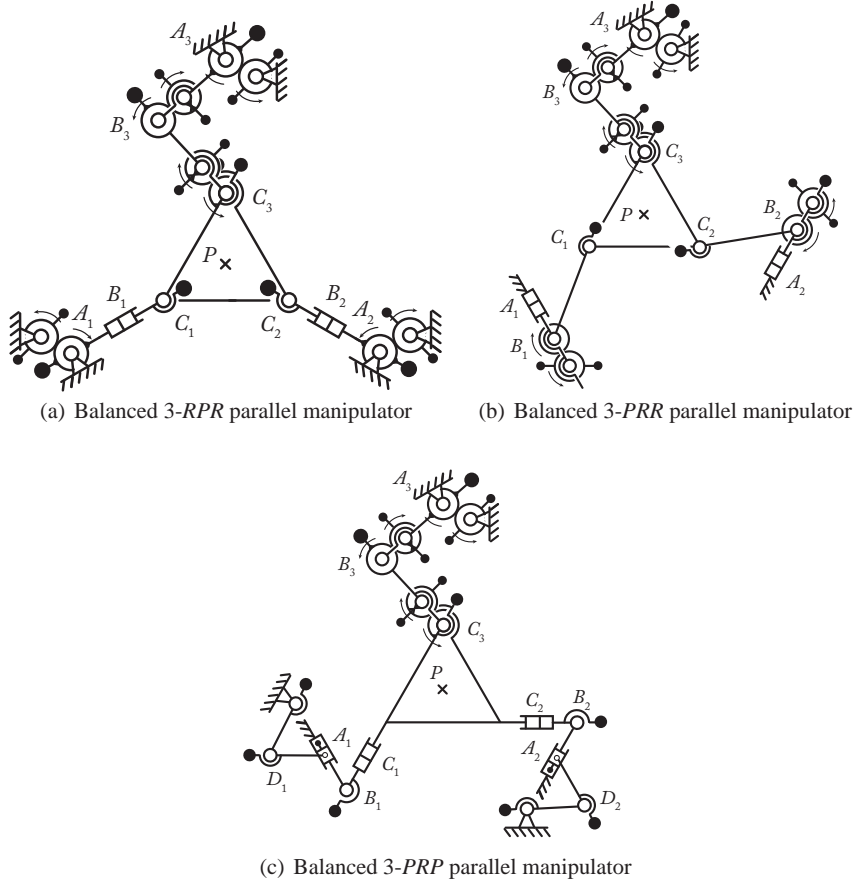 A3
B3
C3
P
B1
B2
A1
A2
C1
C2
(a) Balanced 3-RPR parallel manipulator
A3
B3
C3
P
C1
C2
B2
A1
A2
B1
(b) Balanced 3-PRR parallel manipulator
A3
B3
C3
P
C2
B2
A1
C1
A2
D1
B1
D2
(c) Balanced 3-PRP parallel manipulator